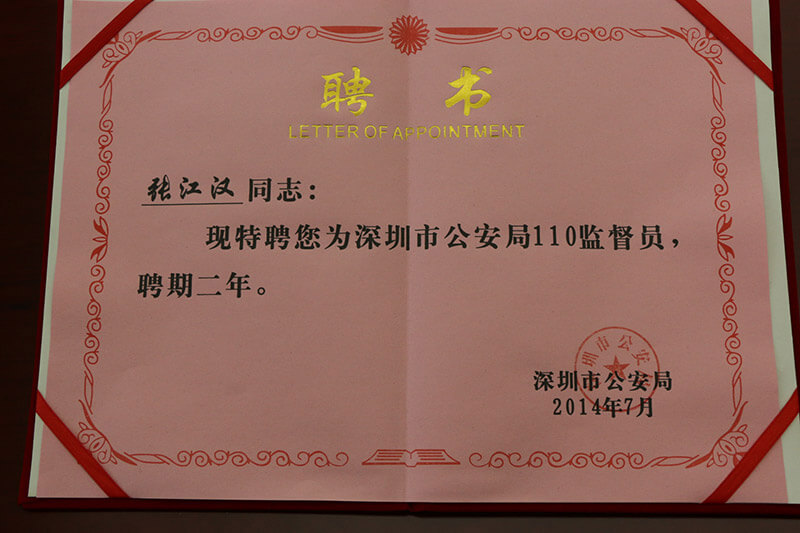 聘书
LETTER OF APPOINTMENT
张江汉同志：
现特聘您为深圳市公安局110监督员，
聘期二年。
深圳市公安局
2014年7月